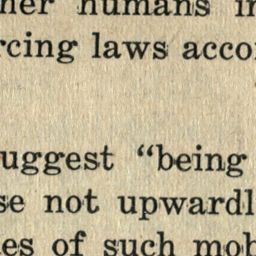 her humans in
rcing laws acco
uggest “being
se not upwardl
es of such mob